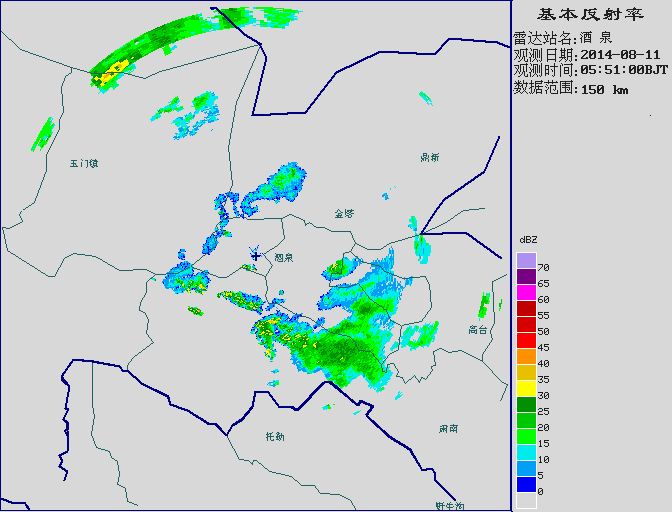 基本反射率
雷达站名:酒 泉
观测日期:2014-08-11
观测时间:05:51:00BJT
数据范围:150 km
玉门镇
鼎新
金塔
酒泉
高台
托勒
肃南
野牛沟
dBZ
70
65
60
55
50
45
40
35
30
25
20
15
10
5
0